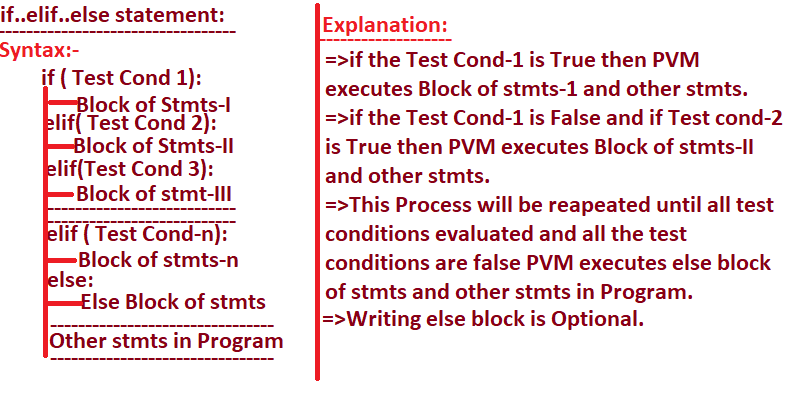 if..elif..else statement:
----------------------------------
Syntax:-
if ( Test Cond 1):
Block of Stmts-I
elif( Test Cond 2):
Block of Stmts-II
elif(Test Cond 3):
Block of stmt-III
---------------------------
---------------------------
elif ( Test Cond-n):
Block of stmts-n
else:
Else Block of stmts
--------------------------------
Other stmts in Program
--------------------------------
Explanation:
-------------------
=>if the Test Cond-1 is True then PVM
executes Block of stmts-1 and other stmts.
=>if the Test Cond-1 is False and if Test cond-2
is True then PVM executes Block of stmts-II
and other stmts.
=>This Process will be reapeated until all test
conditions evaluated and all the test
conditions are false PVM executes else block
of stmts and other stmts in Program.
=>Writing else block is Optional.